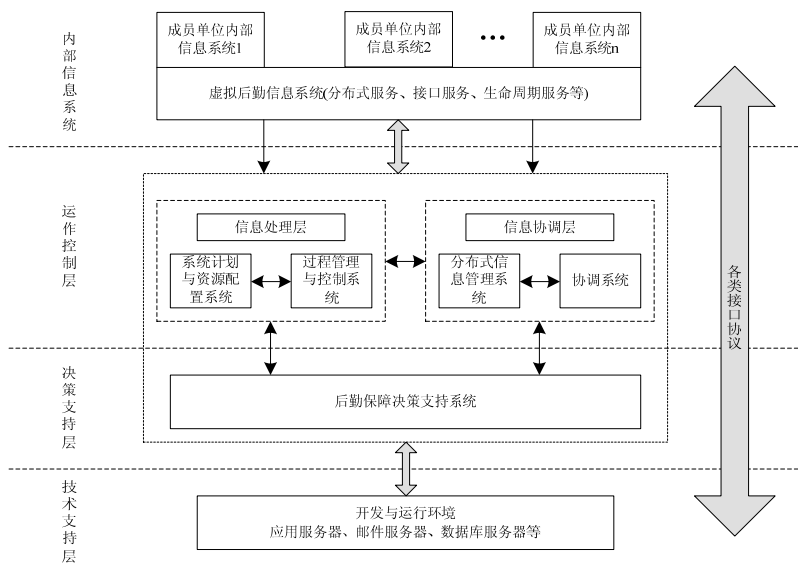 内部信息系统
成员单位内部
信息系统1
成员单位内部
信息系统2
•••
成员单位内部
信息系统n
虚拟后勤信息系统(分布式服务、接口服务、生命周期服务等)
运作控制层
信息处理层
系统计划
与资源配
置系统
过程管理
与控制系
统
信息协调层
分布式信
息管理系
统
协调系统
决策支持层
后勤保障决策支持系统
技术支持层
开发与运行环境
应用服务器、邮件服务器、数据库服务器等
各类接口协议